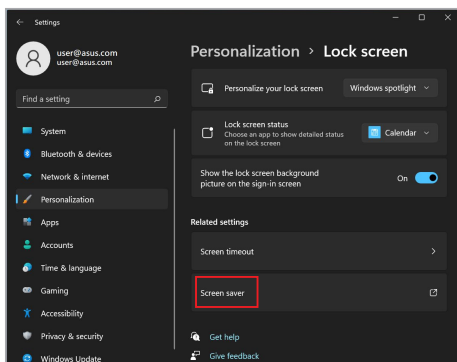 Settings
user@asus.com
user@asus.com
Find a setting
System
Bluetooth & devices
Network & internet
Personalization
Apps
Accounts
Time & language
Gaming
Accessibility
Privacy & security
Windows Update
Personalization > Lock screen
Personalize your lock screen
Windows spotlight
Lock screen status
Choose an app to show detailed status
on the lock screen
Calendar
Show the lock screen background
picture on the sign-in screen
On
Related settings
Screen timeout
Screen saver
Get help
Give feedback